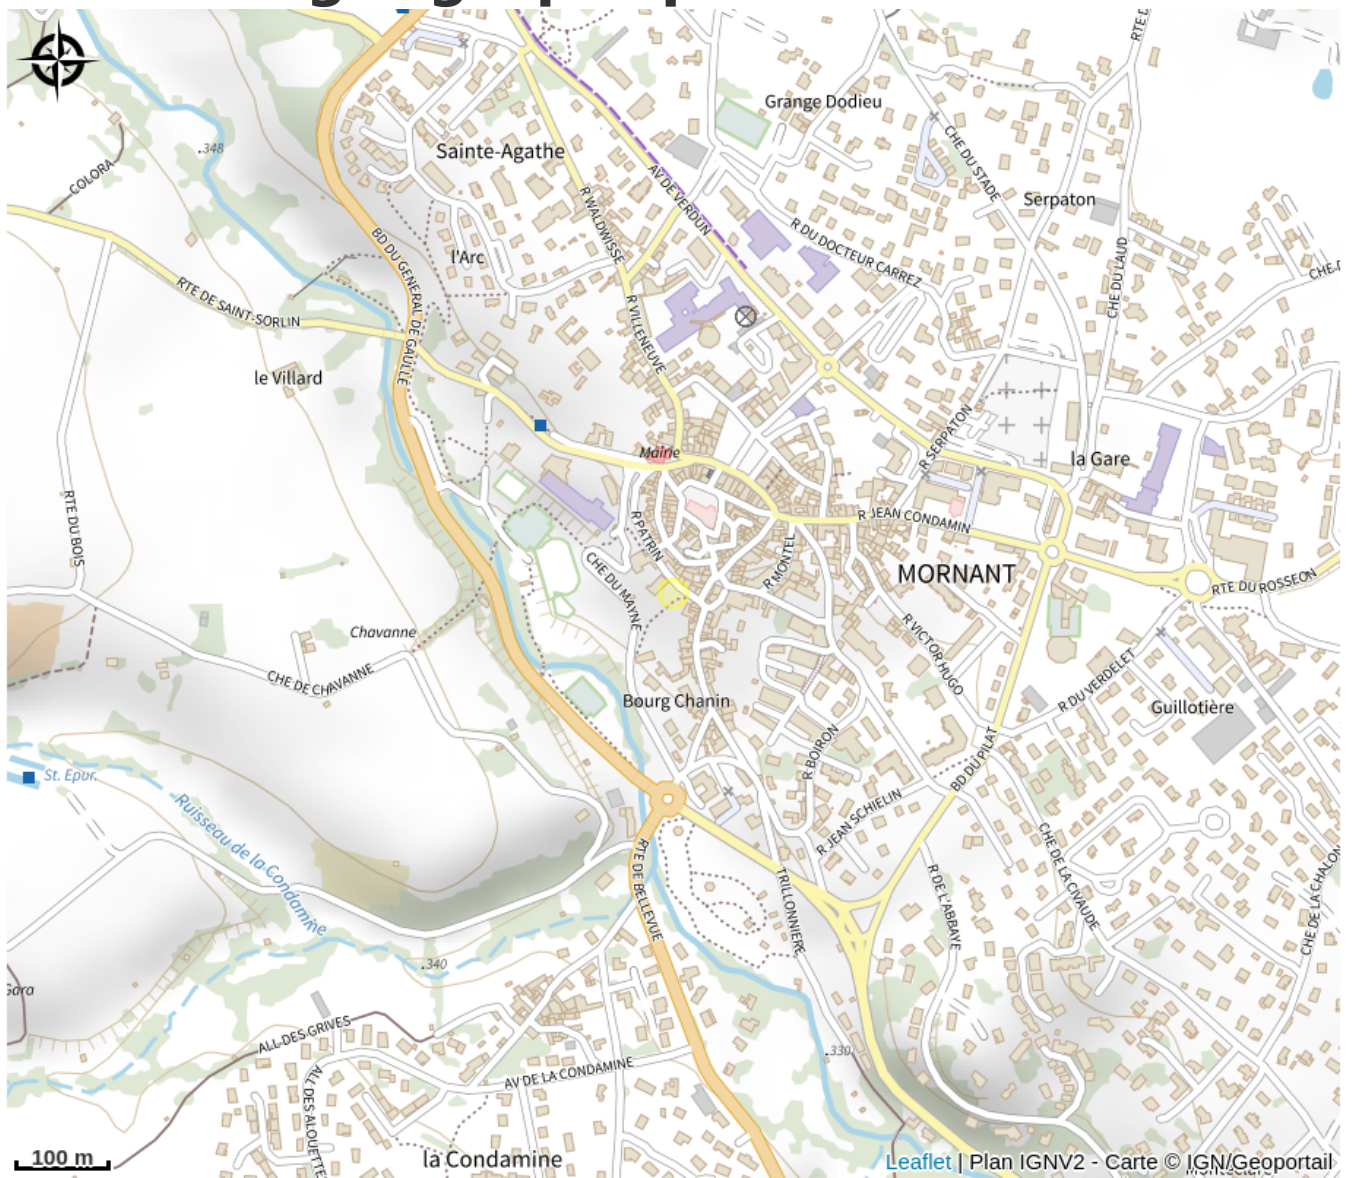 RTE D
Grange Dodieu
Sainte-Agathe
.348
COLORA
AV DE VERDUN
CHE DU STADE
Serpaton
R WALDWISSE
R DU DOCTEUR CARREZ
l'Arc
BD DU GENERAL DE GAULLE
CHE DU LAUD
CHE D
RTE DE SAINT-SORLIN
R VILLENEUVE
le Villard
R SERPATON
Mairie
la Gare
RTE DU BOIS
R PATRIN
R JEAN CONDAMIN
R MONTEL
MORNANT
CHE DU MAYNE
RTE DU ROSSEON
Chavanne
R VICTOR HUGO
CHE DE CHAVANNE
R DU VERDELET
Bourg Chanin
Guillotière
R BOIRON
BD DU PILAT
St. Epur.
Ruisseau de la Condamine
R JEAN SCHIELIN
CHE DE LA CIVAUDE
RTE DE BELLEVUE
TRILLONNIERE
R DE L'ABBAYE
CHE DE LA CHALON
.340
Gara
ALL DES GRIVES
.330
AV DE LA CONDAMINE
ALL DES ALOUETTE
la Condamine
100 m
Leaflet | Plan IGNV2 - Carte © IGN/Geoportail